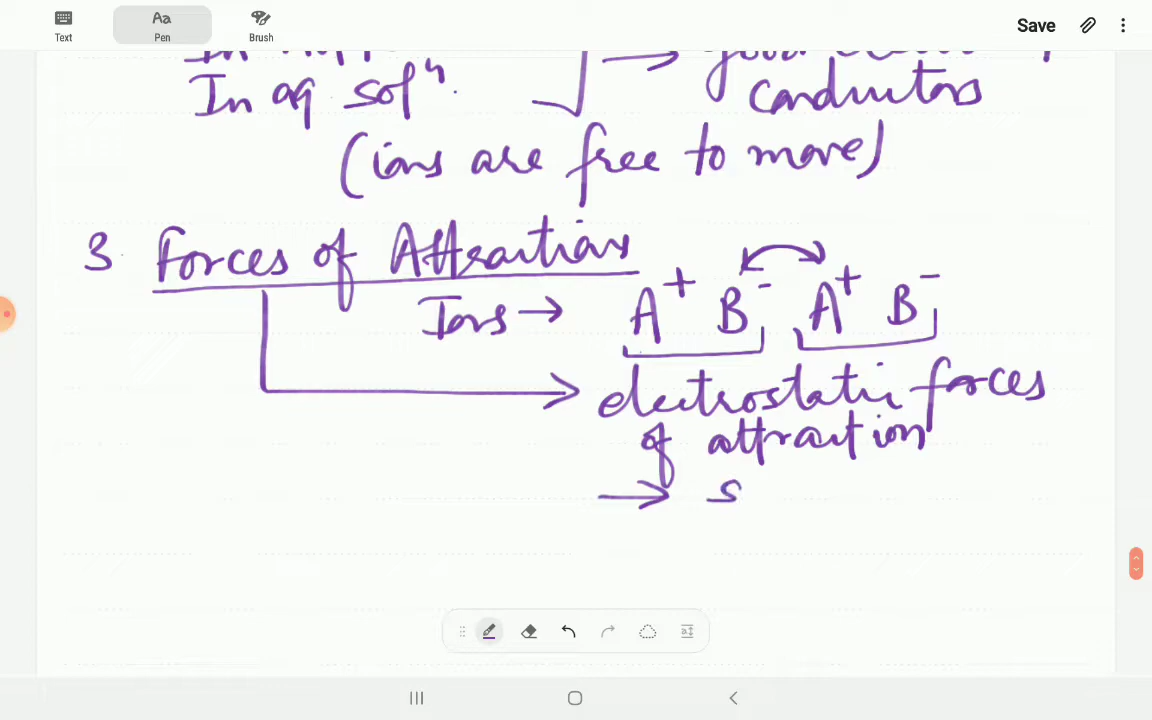 Text Pen Brush Save
In aq solⁿ. conductors
(ions are free to move)
3. Forces of Attractions
Ions → A⁺ B⁻ A⁺ B⁻
electrostatic forces
of attraction
→ s